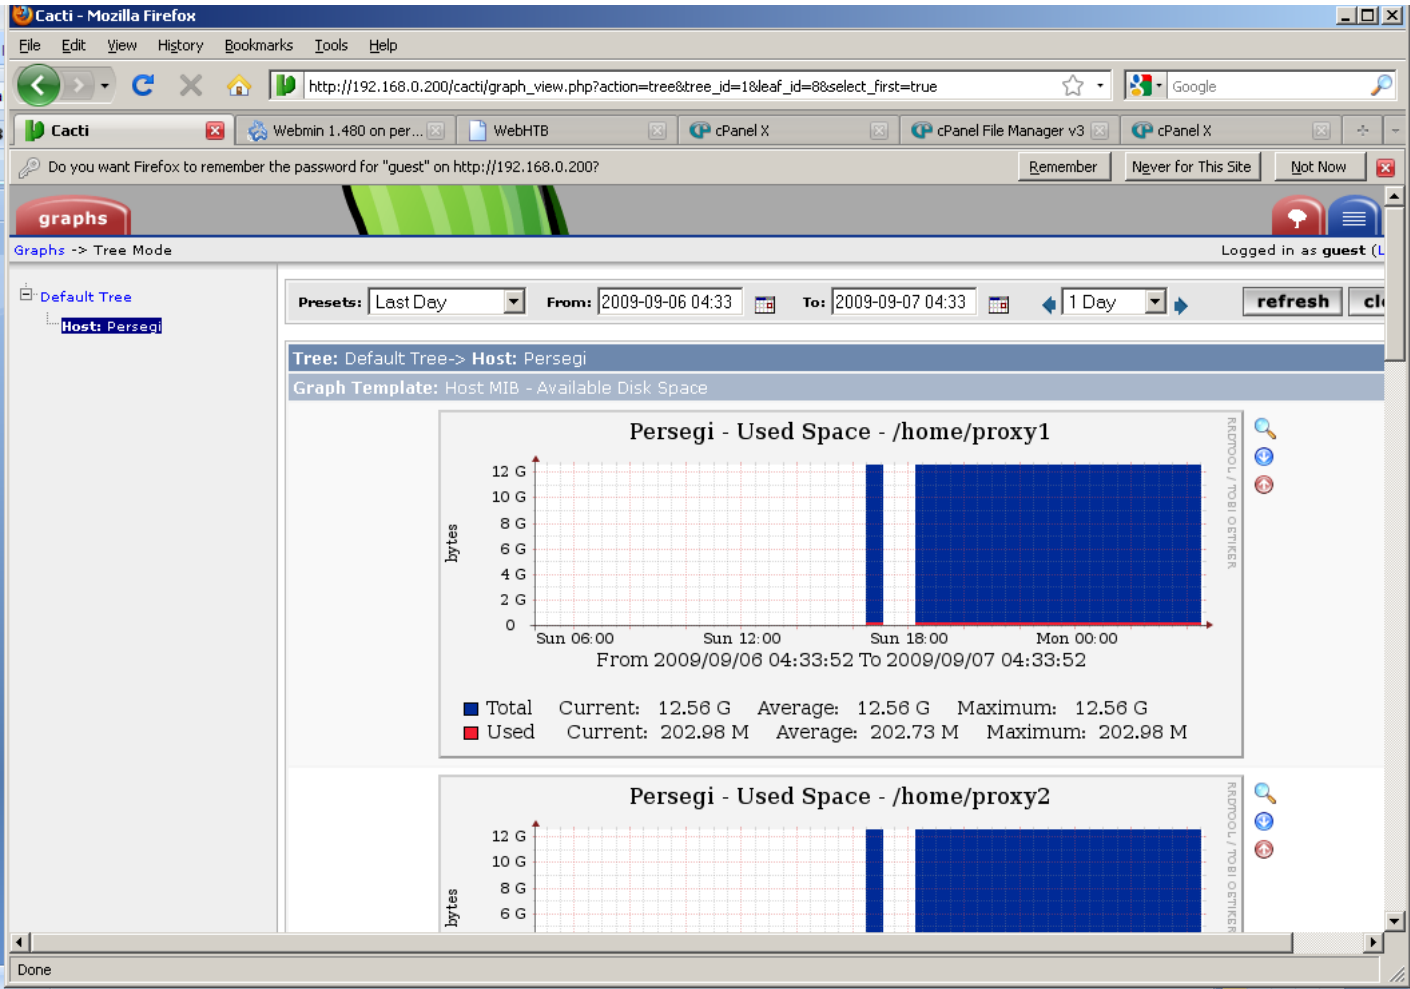 Cacti - Mozilla Firefox
File Edit View History Bookmarks Tools Help
http://192.168.0.200/cacti/graph_view.php?action=tree&tree_id=1&leaf_id=8&select_first=true
Google
Cacti
Webmin 1.480 on per...
WebHTB
cPanel X
cPanel File Manager v3
cPanel X
Do you want Firefox to remember the password for "guest" on http://192.168.0.200?
Remember
Never for This Site
Not Now
graphs
Graphs -> Tree Mode
Logged in as guest (L
Default Tree
Host: Persegi
Presets: Last Day From: 2009-09-06 04:33 To: 2009-09-07 04:33 1 Day refresh cle
Tree: Default Tree-> Host: Persegi
Graph Template: Host MIB - Available Disk Space
Persegi - Used Space - /home/proxy1
RRDTOOL / TOBI OETIKER
bytes
12 G
10 G
8 G
6 G
4 G
2 G
0
Sun 06:00 Sun 12:00 Sun 18:00 Mon 00:00
From 2009/09/06 04:33:52 To 2009/09/07 04:33:52
Total Current: 12.56 G Average: 12.56 G Maximum: 12.56 G
Used Current: 202.98 M Average: 202.73 M Maximum: 202.98 M
Persegi - Used Space - /home/proxy2
RRDTOOL / TOBI OETIKER
bytes
12 G
10 G
8 G
6 G
Done